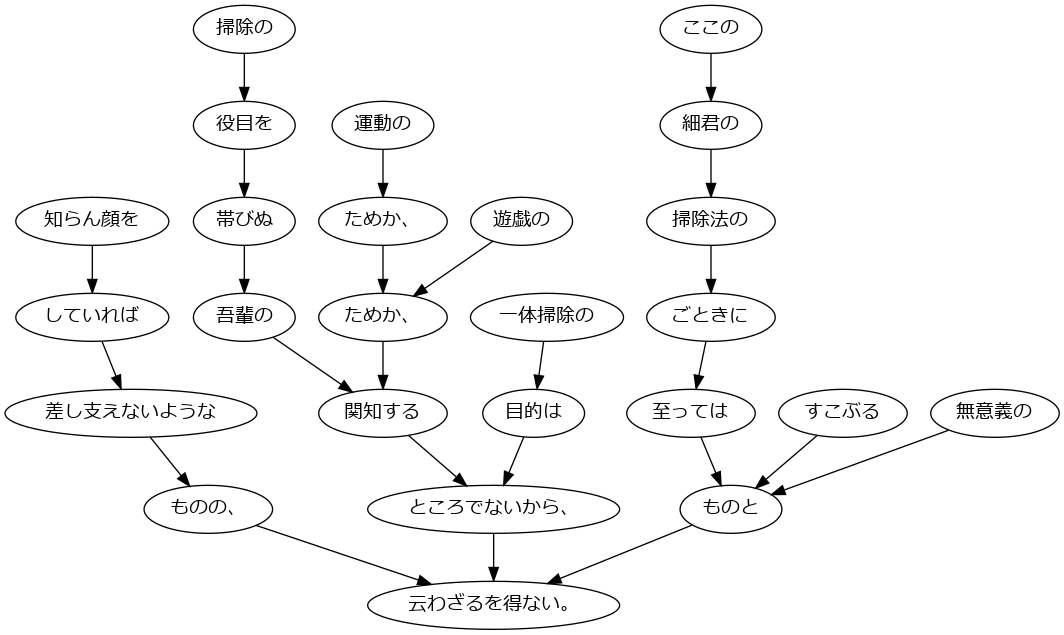 掃除の
ここの
役目を
運動の
細君の
知らん顔を
帯びぬ
ためか、
遊戯の
掃除法の
していれば
吾輩の
ためか、
一体掃除の
ごときに
差し支えないような
関知する
目的は
至っては
すこぶる
無意義の
ものの、
ところでないから、
ものと
云わざるを得ない。